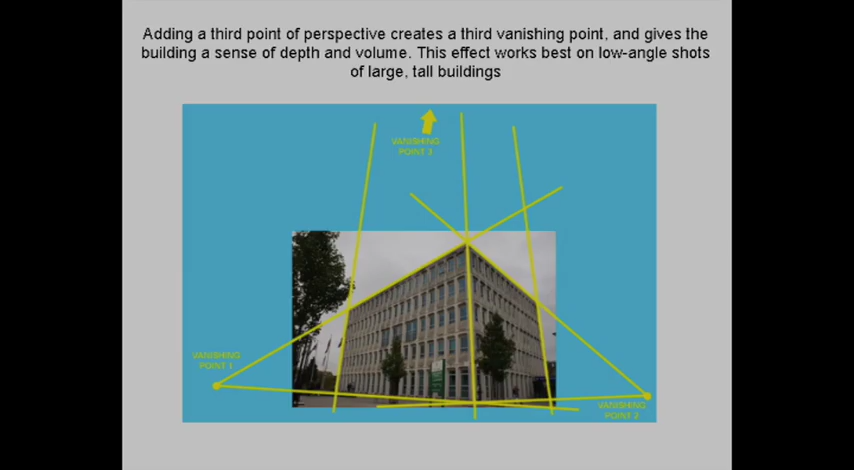 Adding a third point of perspective creates a third vanishing point, and gives the
building a sense of depth and volume. This effect works best on low-angle shots
of large, tall buildings
VANISHING
POINT 3
VANISHING
POINT 1
VANISHING
POINT 2